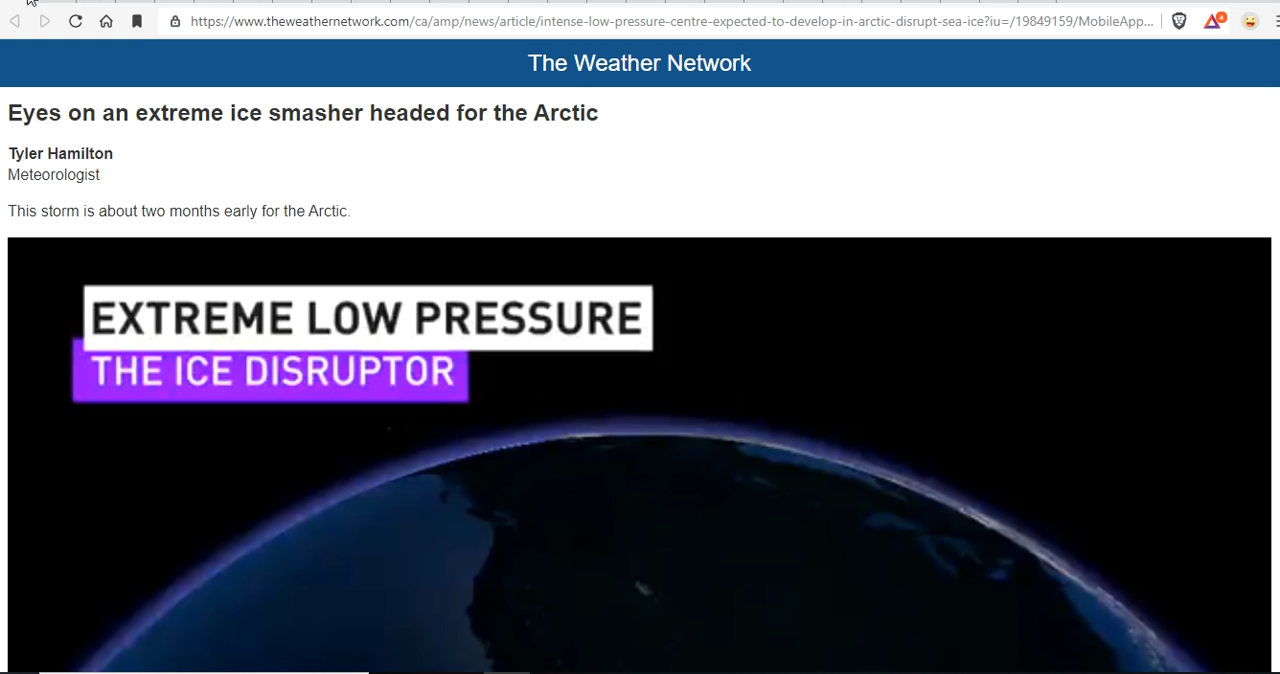 https://www.theweathernetwork.com/ca/amp/news/article/intense-low-pressure-centre-expected-to-develop-in-arctic-disrupt-sea-ice?iu=/19849159/MobileApp...
4
The Weather Network
Eyes on an extreme ice smasher headed for the Arctic
Tyler Hamilton
Meteorologist
This storm is about two months early for the Arctic.
EXTREME LOW PRESSURE
THE ICE DISRUPTOR